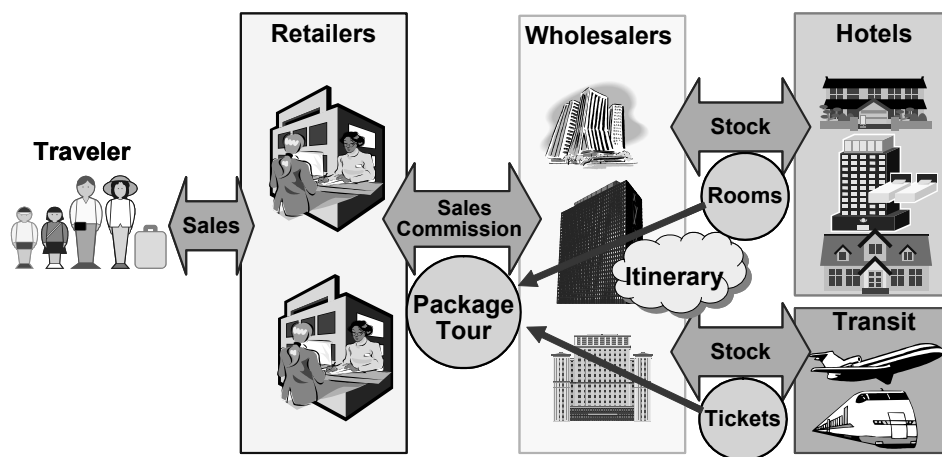 Retailers
Wholesalers
Hotels
Traveler
Stock
Rooms
Sales
Sales
Commission
Itinerary
Package
Tour
Transit
Stock
Tickets